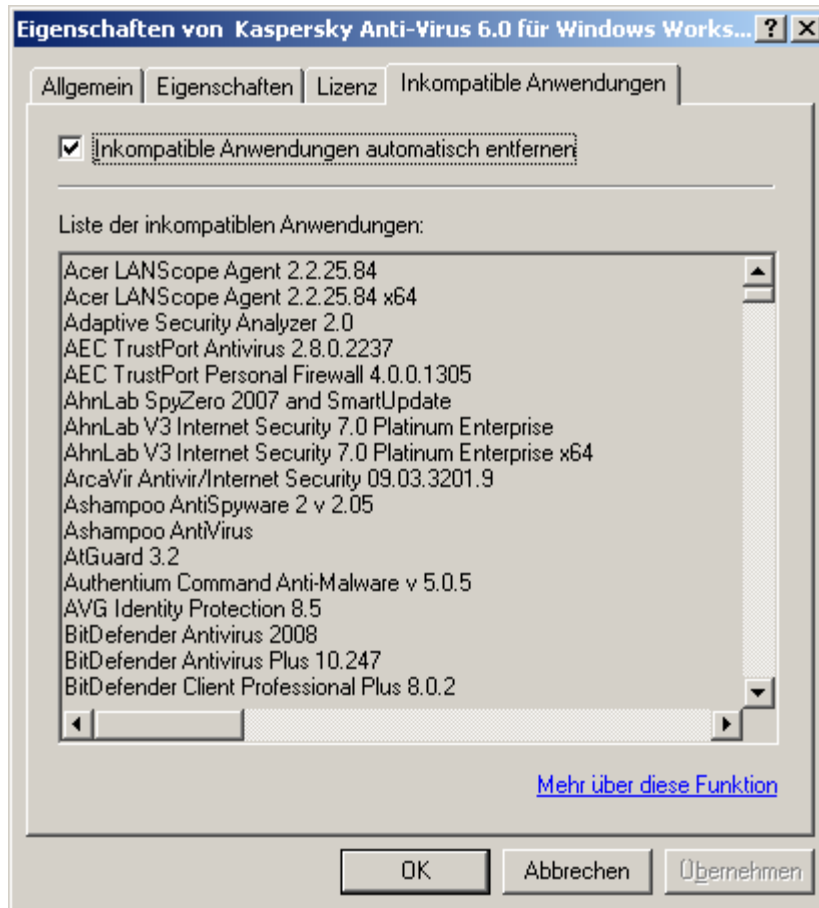 Eigenschaften von Kaspersky Anti-Virus 6.0 für Windows Works...
Allgemein Eigenschaften Lizenz Inkompatible Anwendungen
Inkompatible Anwendungen automatisch entfernen
Liste der inkompatiblen Anwendungen:
Acer LANScope Agent 2.2.25.84
Acer LANScope Agent 2.2.25.84 x64
Adaptive Security Analyzer 2.0
AEC TrustPort Antivirus 2.8.0.2237
AEC TrustPort Personal Firewall 4.0.0.1305
AhnLab SpyZero 2007 and SmartUpdate
AhnLab V3 Internet Security 7.0 Platinum Enterprise
AhnLab V3 Internet Security 7.0 Platinum Enterprise x64
ArcaVir Antivir/Internet Security 09.03.3201.9
Ashampoo AntiSpyware 2 v 2.05
Ashampoo AntiVirus
AtGuard 3.2
Authentium Command Anti-Malware v 5.0.5
AVG Identity Protection 8.5
BitDefender Antivirus 2008
BitDefender Antivirus Plus 10.247
BitDefender Client Professional Plus 8.0.2
Mehr über diese Funktion
OK Abbrechen Übernehmen